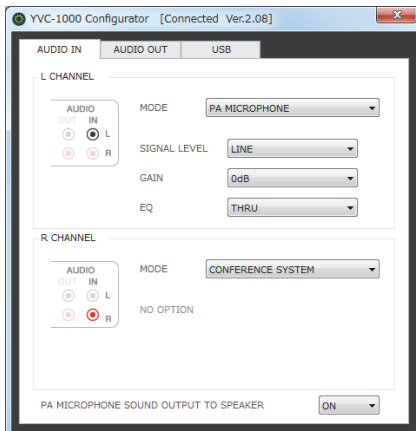 YVC-1000 Configurator [Connected Ver.2.08]
AUDIO IN AUDIO OUT USB
L CHANNEL
AUDIO
OUT IN
L
R
MODE PA MICROPHONE
SIGNAL LEVEL LINE
GAIN 0dB
EQ THRU
R CHANNEL
AUDIO
OUT IN
L
R
MODE CONFERENCE SYSTEM
NO OPTION
PA MICROPHONE SOUND OUTPUT TO SPEAKER ON